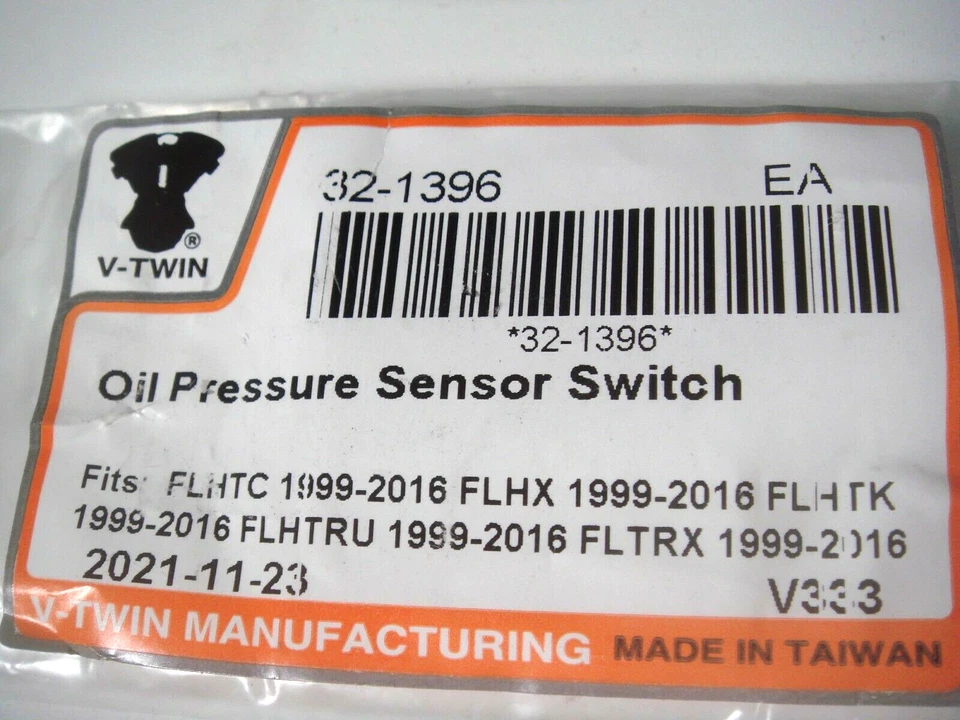 32-1396 EA
®
V-TWIN
*32-1396*
Oil Pressure Sensor Switch
Fits: FLHTC 1999-2016 FLHX 1999-2016 FLHTK
1999-2016 FLHTRU 1999-2016 FLTRX 1999-2016
2021-11-23 V333
V-TWIN MANUFACTURING MADE IN TAIWAN